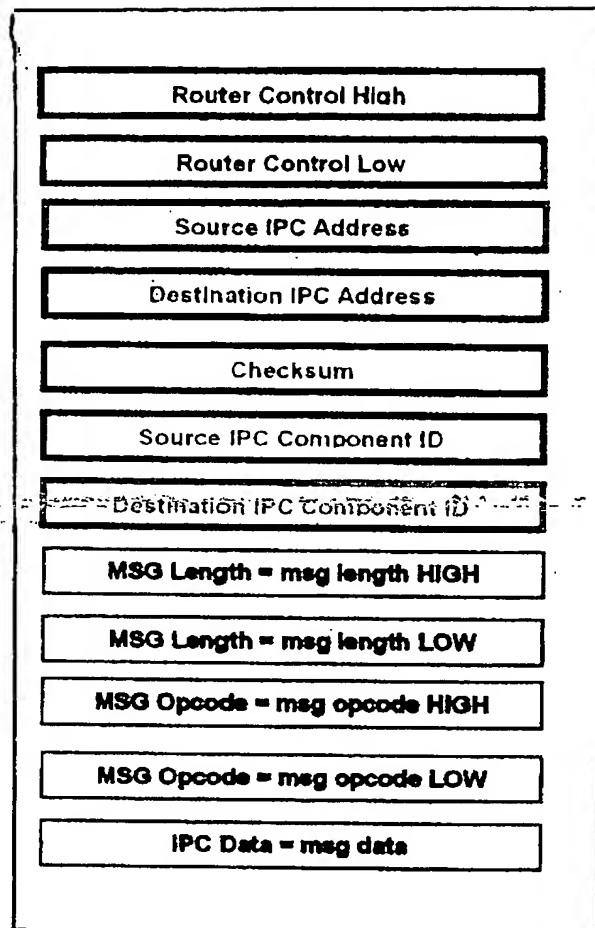 Router Control High
Router Control Low
Source IPC Address
Destination IPC Address
Checksum
Source IPC Component ID
Destination IPC Component ID
MSG Length = msg length HIGH
MSG Length = msg length LOW
MSG Opcode = msg opcode HIGH
MSG Opcode = msg opcode LOW
IPC Data = msg data